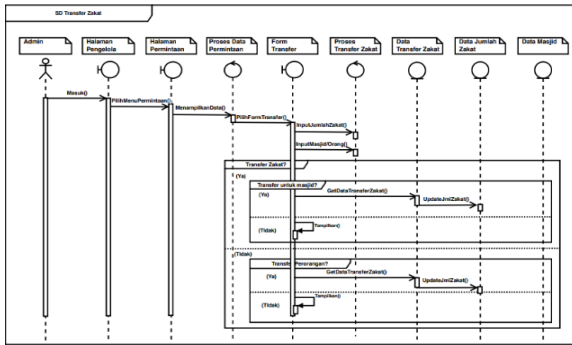 SD Transfer Zakat
Admin
Halaman
Pengelola
Halaman
Permintaan
Proses Data
Permintaan
Form
Transfer
Proses
Transfer Zakat
Data
Transfer Zakat
Data Jumlah
Zakat
Data Masjid
Masuk()
PilihMenuPermintaan()
MenampilkanData()
PilihFormTransfer()
InputJumlahZakat()
InputMasjid/Orang()
Transfer Zakat?
(Ya)
Transfer untuk masjid?
(Ya)
GetDataTransferZakat()
UpdateJmlZakat()
(Tidak)
Tampilkan()
(Tidak)
Transfer Perorangan?
(Ya)
GetDataTransferZakat()
UpdateJmlZakat()
(Tidak)
Tampilkan()